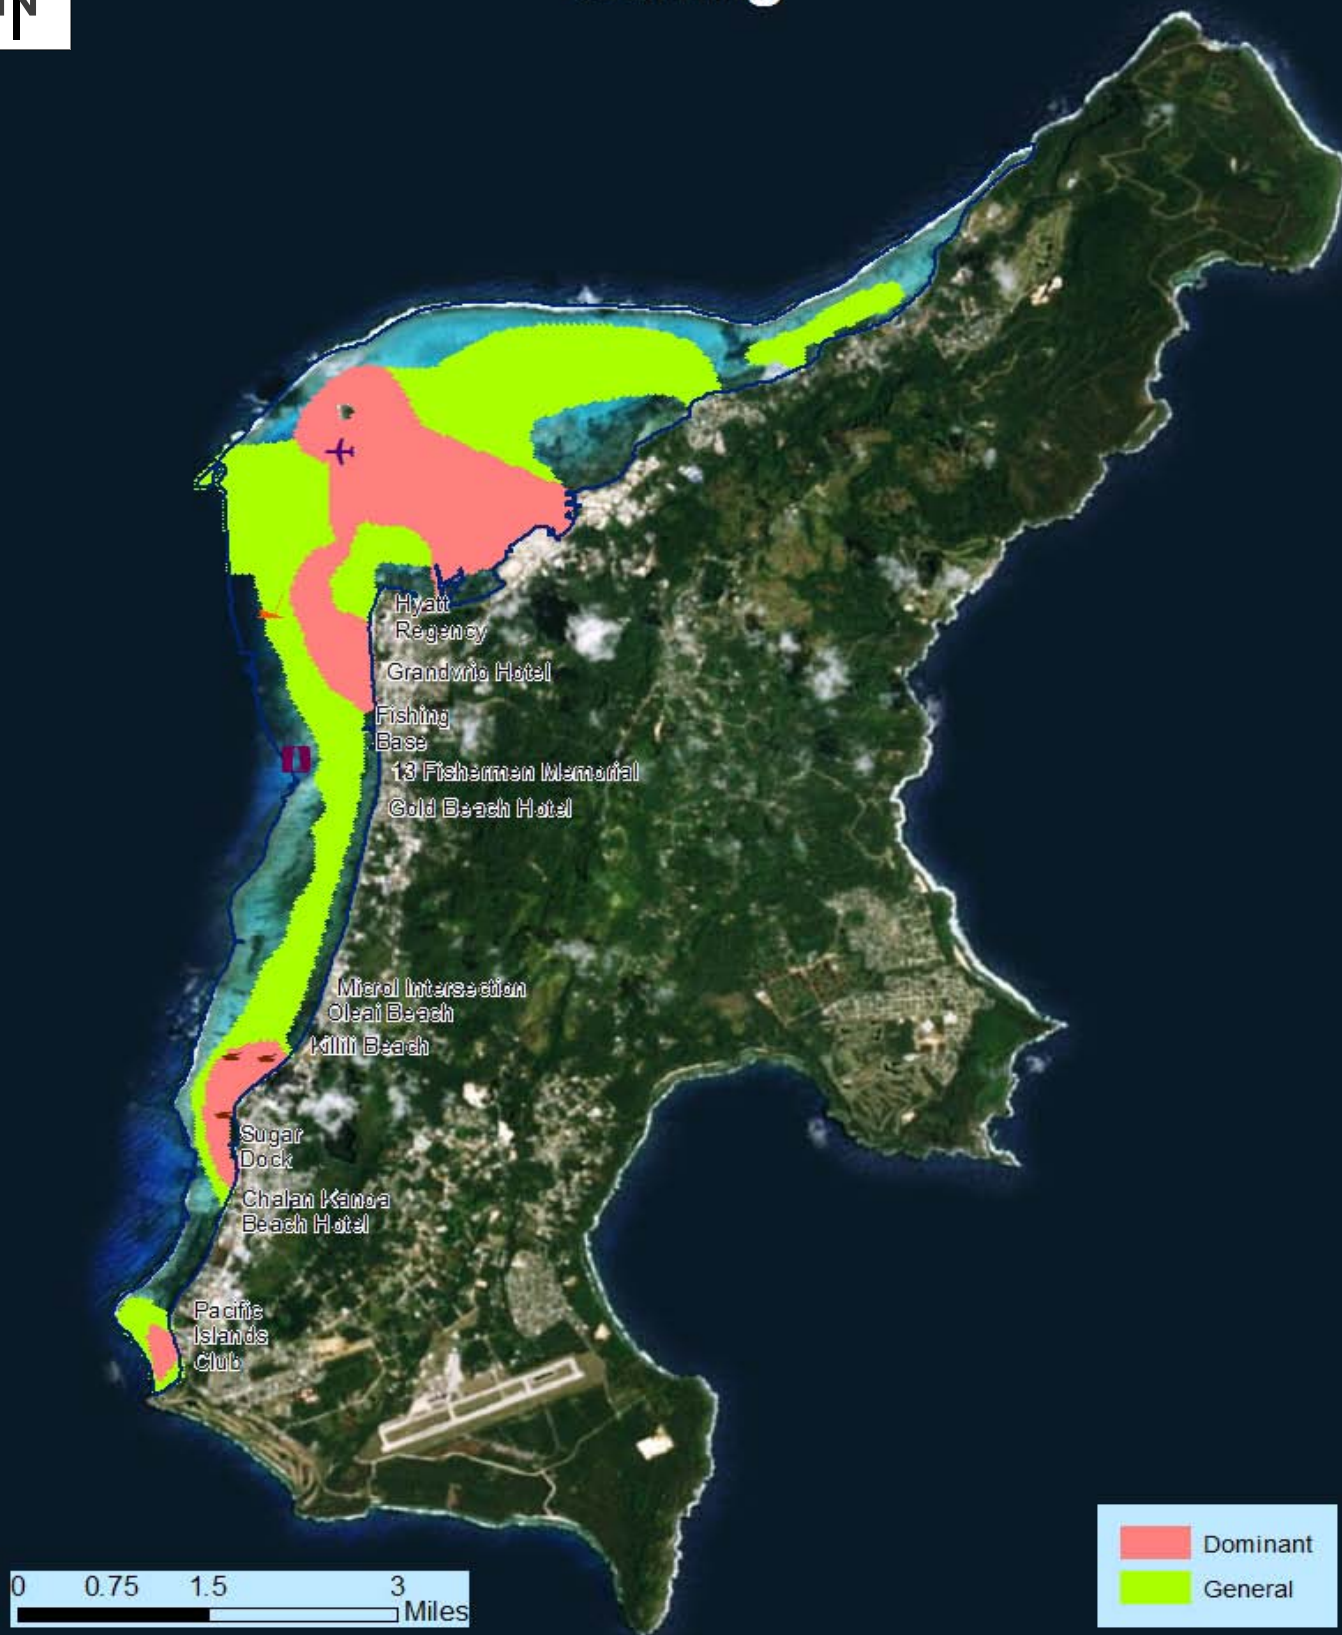 N
Hyatt
Regency
Grandvrio Hotel
Fishing
Base
13 Fishermen Memorial
Gold Beach Hotel
Microl Intersection
Oleai Beach
Killili Beach
Sugar
Dock
Chalan Kanoa
Beach Hotel
Pacific
Islands
Club
0 0.75 1.5 3
Miles
Dominant
General